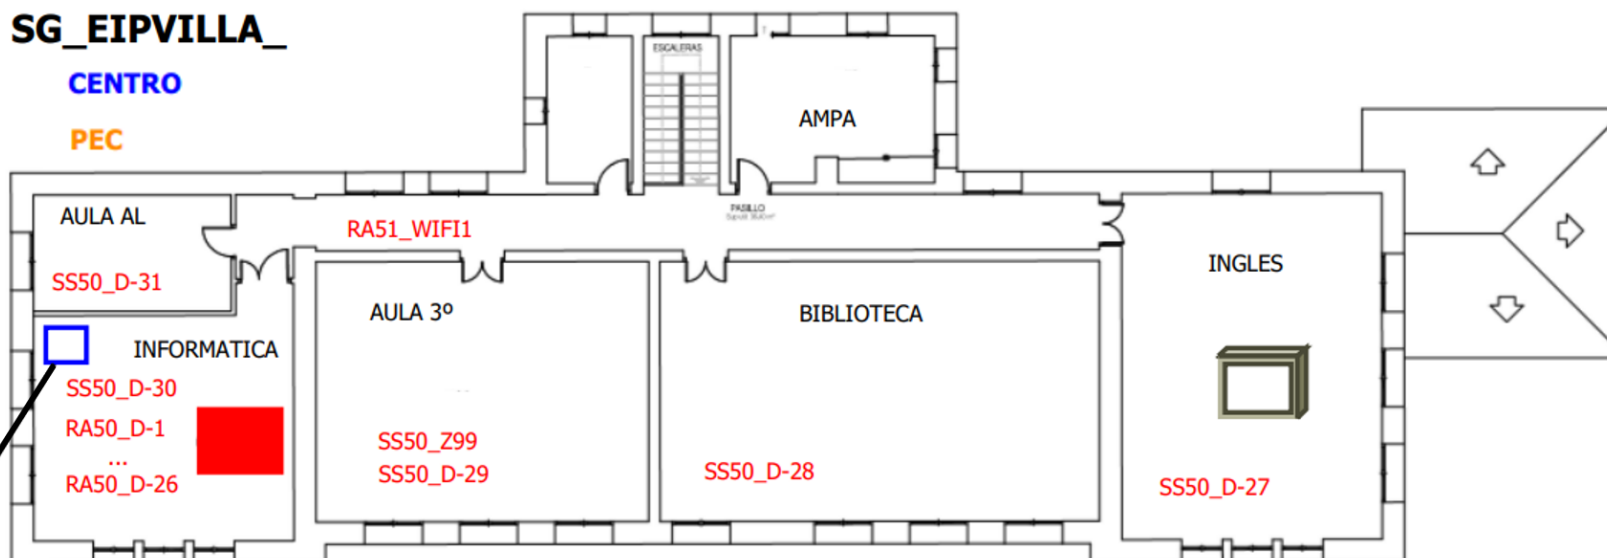 SG_EIPVILLA_
CENTRO
PEC
ESCALERAS
AMPA
AULA AL
SS50_D-31
RA51_WIFI1
PASILLO
INGLES
INFORMATICA
AULA 3º
BIBLIOTECA
SS50_D-30
RA50_D-1
...
RA50_D-26
SS50_Z99
SS50_D-29
SS50_D-28
SS50_D-27